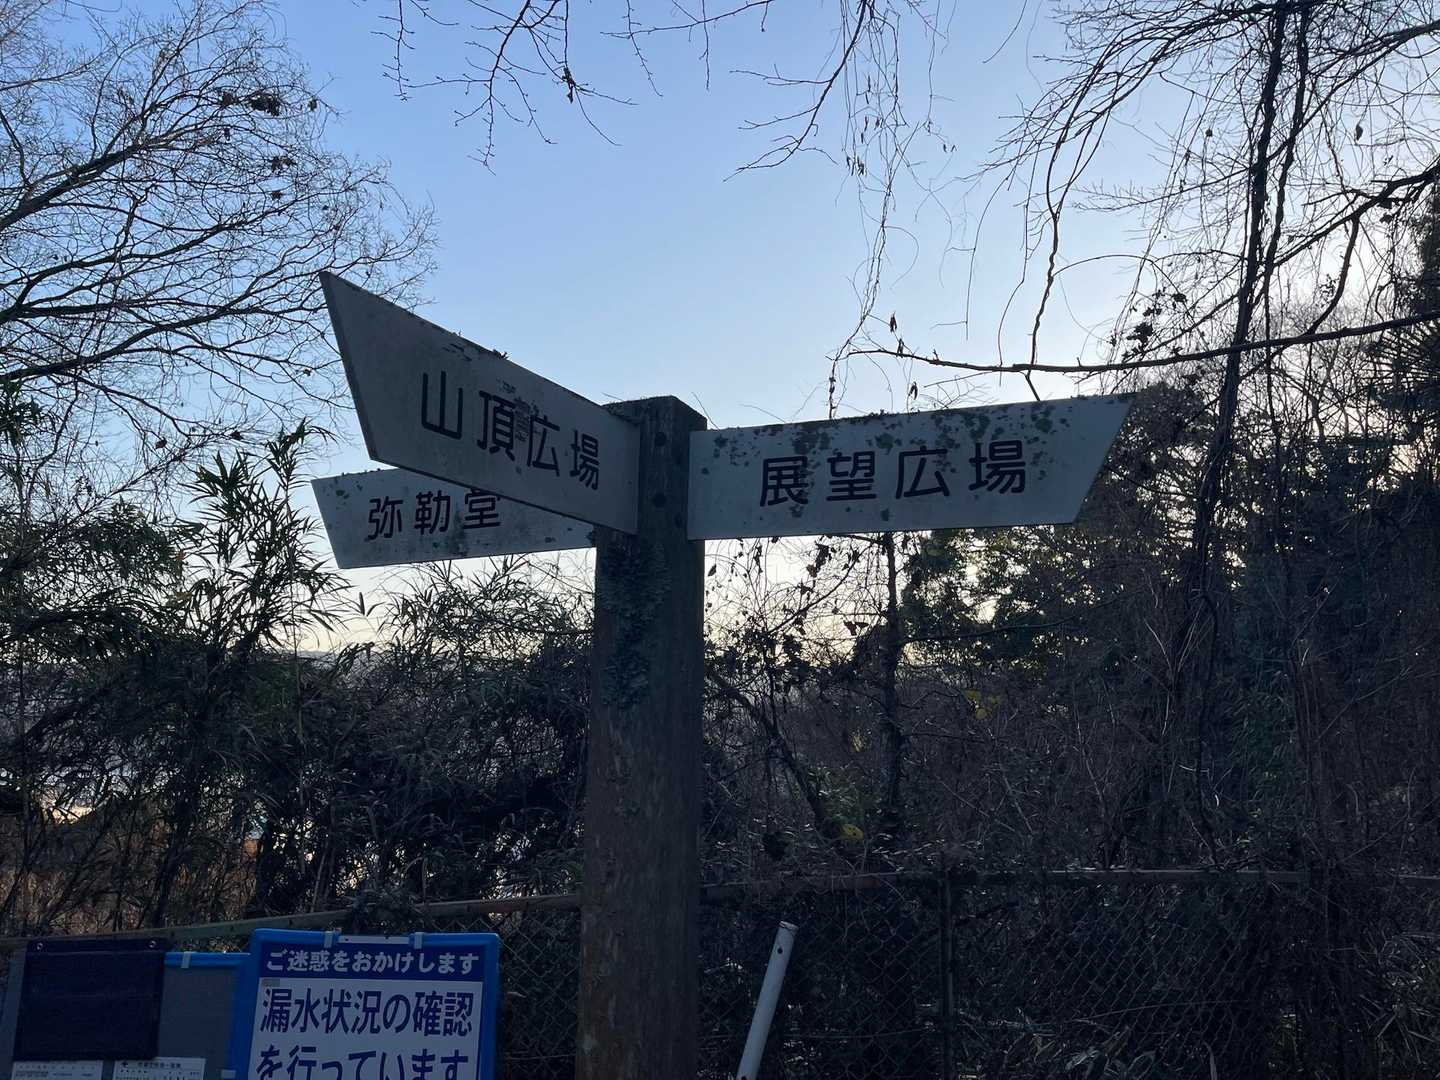 山頂広場
展望広場
弥勒堂
ご迷惑をおかけします
漏水状況の確認
を行っています